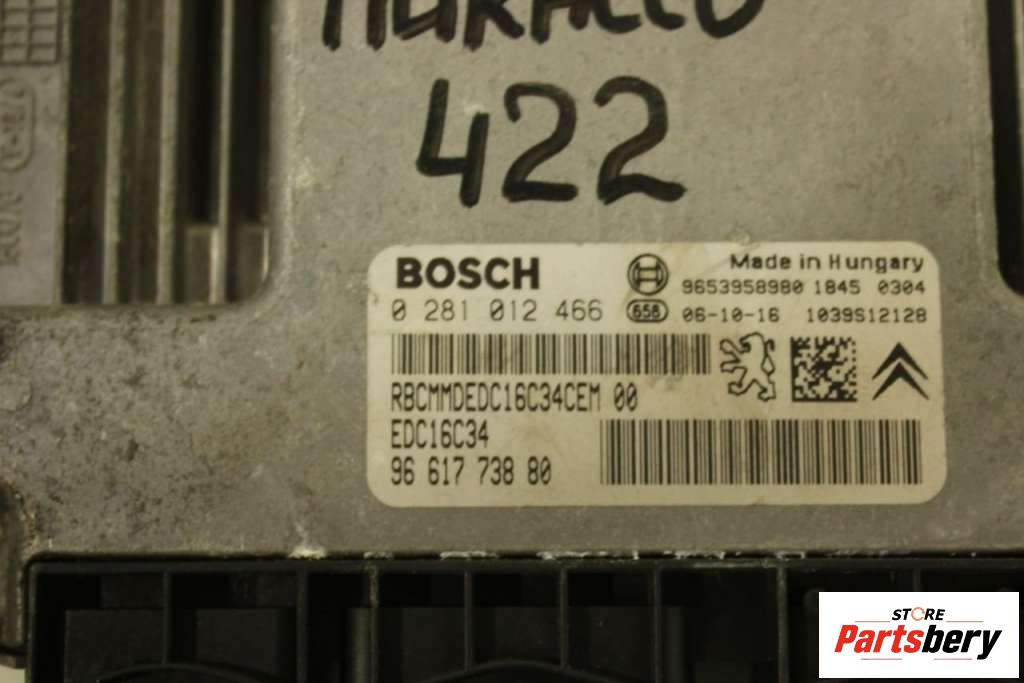 422
BOSCH
Made in Hungary
9653958980 1845 0304
0 281 012 466
658 06-10-16 1039S12128
RBCMMDEDC16C34CEM 00
EDC16C34
96 617 738 80
STORE
Partsbery